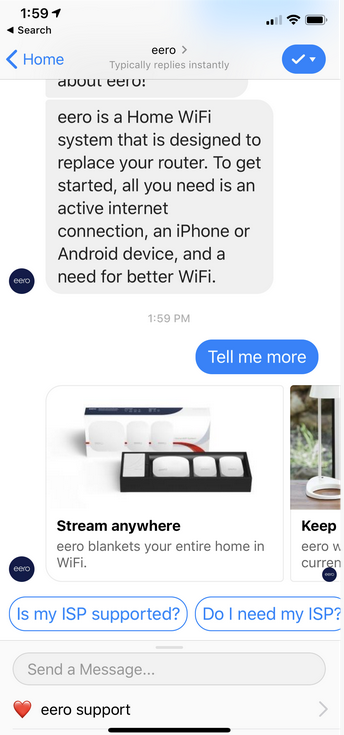 1:59
Search
Home
eero
Typically replies instantly
about eero!
eero is a Home WiFi
system that is designed to
replace your router. To get
started, all you need is an
active internet
connection, an iPhone or
Android device, and a
need for better WiFi.
eero
1:59 PM
Tell me more
Stream anywhere
eero blankets your entire home in
WiFi.
Keep
eero w
curren
eero
eero
Is my ISP supported?
Do I need my ISP?
Send a Message...
eero support